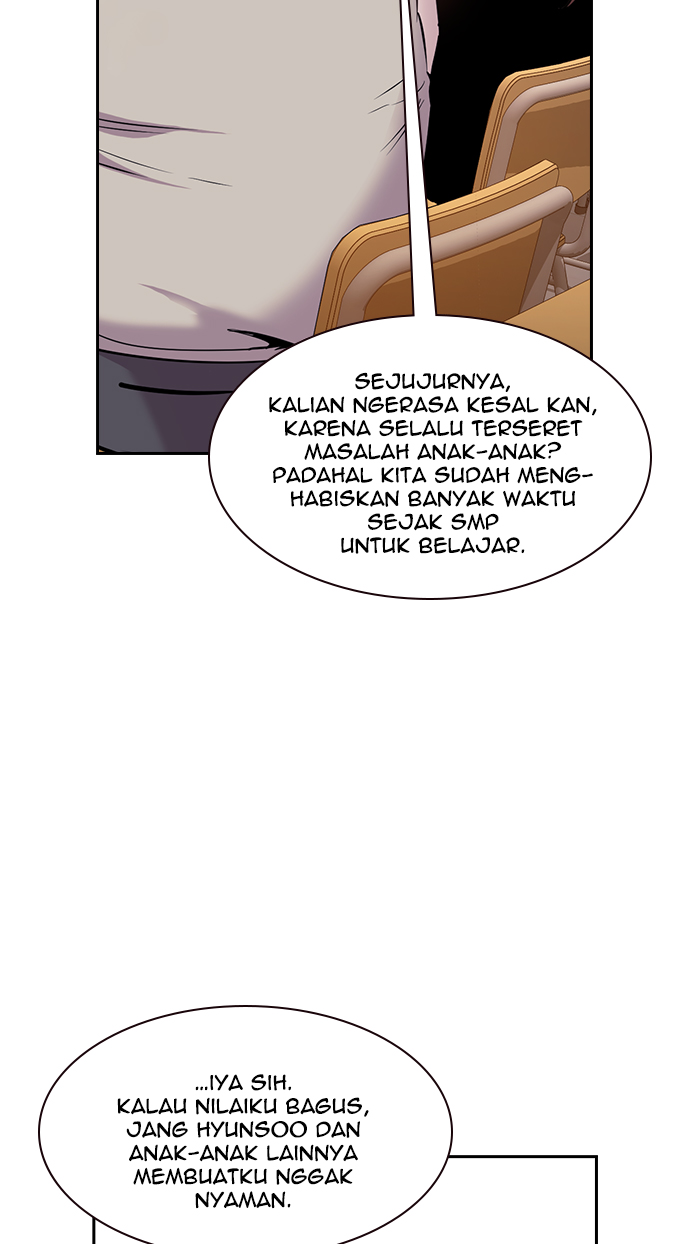 SEJUJURNYA,
KALIAN NGERASA KESAL KAN,
KARENA SELALU TERSERET
MASALAH ANAK-ANAK?
PADAHAL KITA SUDAH MENG-
HABISKAN BANYAK WAKTU
SEJAK SMP
UNTUK BELAJAR.
...IYA SIH.
KALAU NILAIKU BAGUS,
JANG HYUNSOO DAN
ANAK-ANAK LAINNYA
MEMBUATKU NGGAK
NYAMAN.